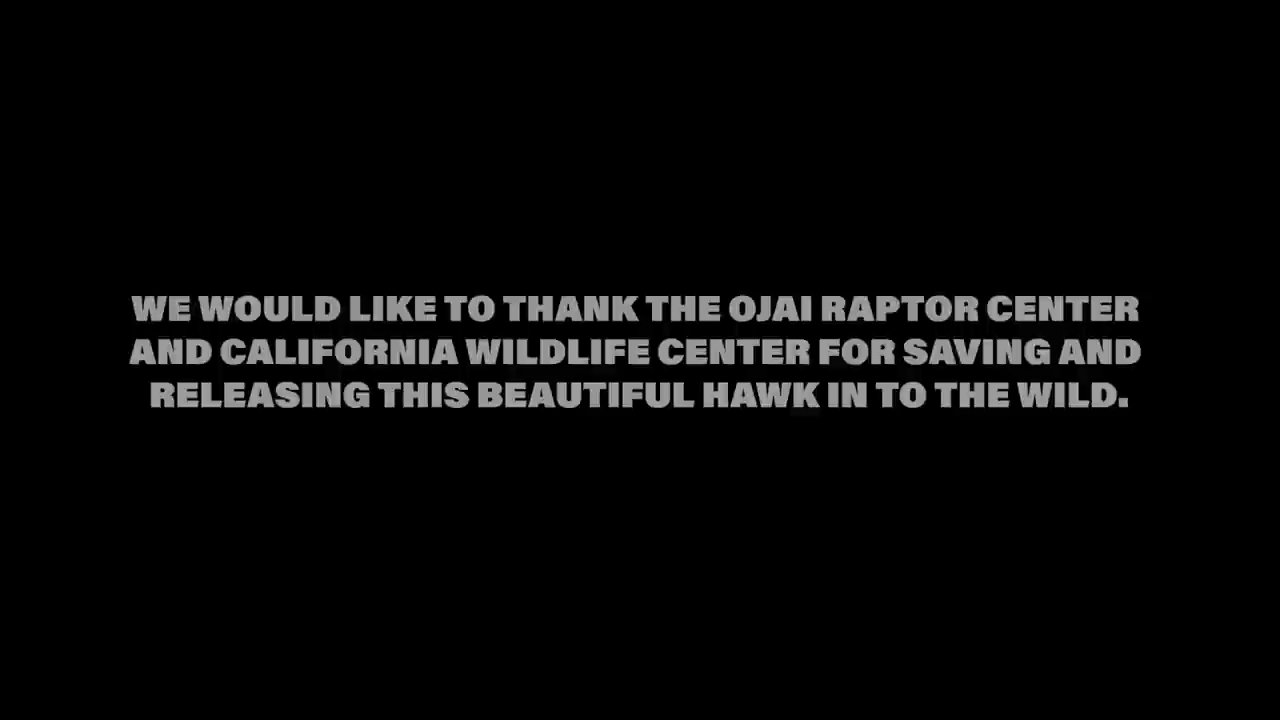 WE WOULD LIKE TO THANK THE OJAI RAPTOR CENTER
AND CALIFORNIA WILDLIFE CENTER FOR SAVING AND
RELEASING THIS BEAUTIFUL HAWK IN TO THE WILD.